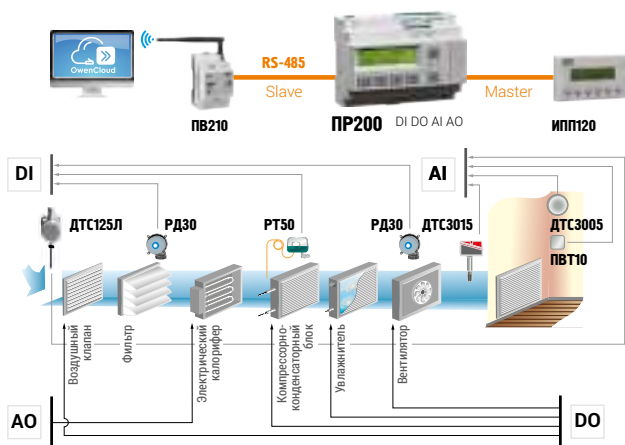 OwenCloud
RS-485
Slave
Master
ПВ210
ПР200
DI DO AI AO
ИПП120
DI
AI
ДТС125Л
РД30
РТ50
РД30
ДТС3015
ДТС3005
ПВТ10
Воздушный
клапан
Фильтр
Электрический
калорифер
Компрессорно-
конденсаторный
блок
Увлажнитель
Вентилятор
AO
DO